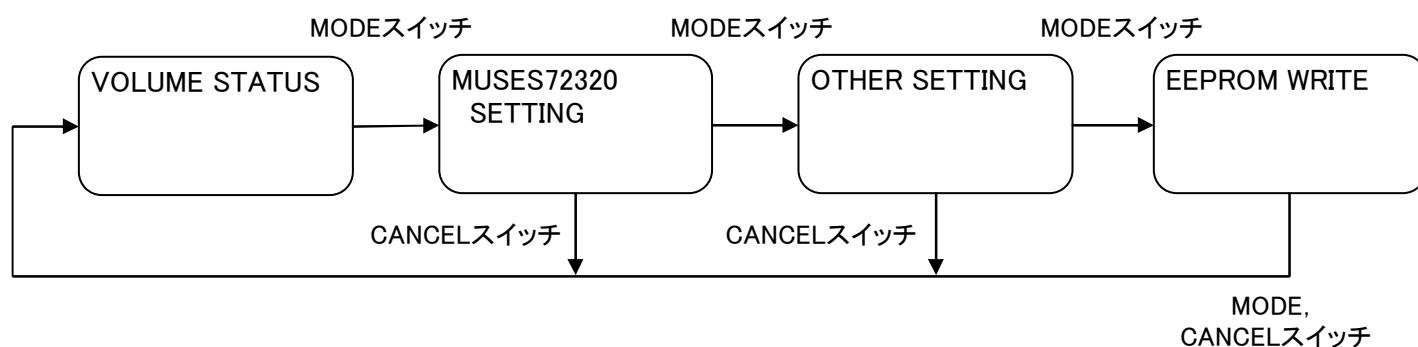 MODEスイッチ
MODEスイッチ
MODEスイッチ
VOLUME STATUS
MUSES72320
SETTING
OTHER SETTING
EEPROM WRITE
CANCELスイッチ
CANCELスイッチ
MODE,
CANCELスイッチ